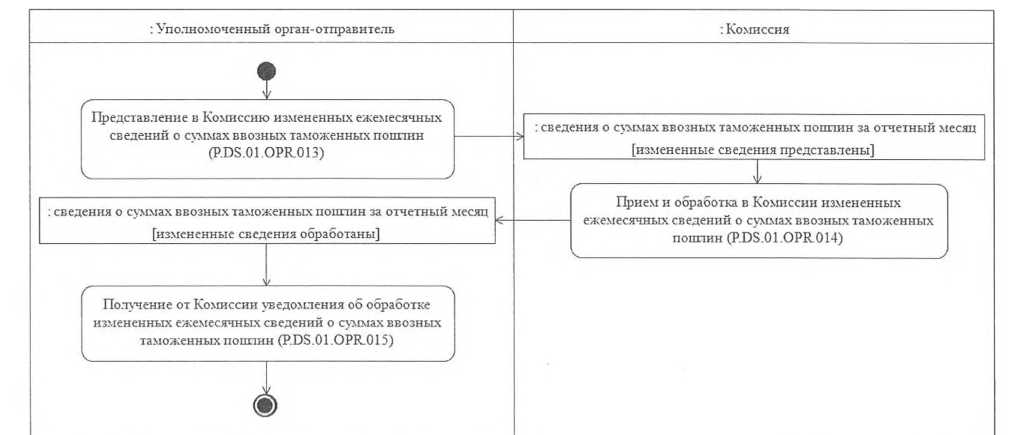 : Уполномоченный орган-отправитель
: Комиссия
Представление в Комиссию измененных ежемесячных
сведений о суммах ввозных таможенных пошлин
(P.DS.01.OPR.013)
: сведения о суммах ввозных таможенных пошлин за отчетный месяц
[измененные сведения представлены]
Прием и обработка в Комиссии измененных
ежемесячных сведений о суммах ввозных таможенных
пошлин (P.DS.01.OPR.014)
: сведения о суммах ввозных таможенных пошлин за отчетный месяц
[измененные сведения обработаны]
Получение от Комиссии уведомления об обработке
измененных ежемесячных сведений о суммах ввозных
таможенных пошлин (P.DS.01.OPR.015)